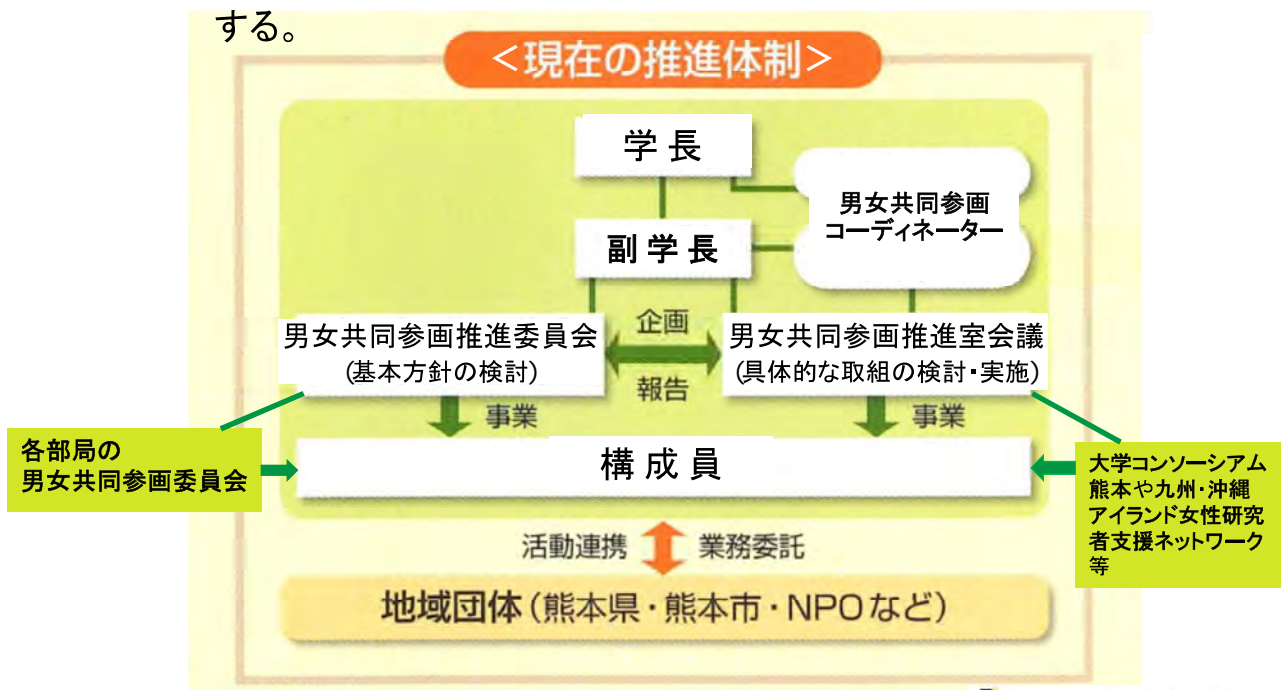 する。
＜現在の推進体制＞
学 長
男女共同参画
コーディネーター
副 学 長
男女共同参画推進委員会
(基本方針の検討)
企画
報告
男女共同参画推進室会議
(具体的な取組の検討・実施)
事業
事業
各部局の
男女共同参画委員会
構 成 員
大学コンソーシアム
熊本や九州・沖縄
アイランド女性研究
者支援ネットワーク
等
活動連携
業務委託
地域団体（熊本県・熊本市・NPOなど）